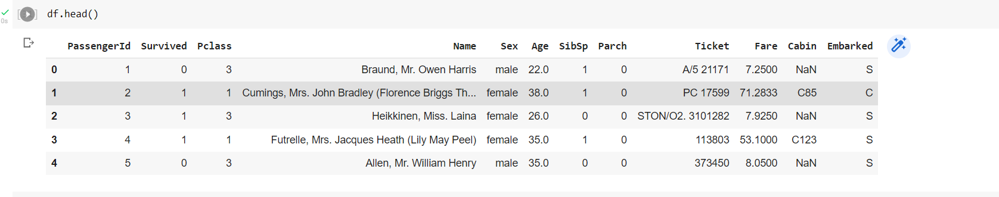 df.head()
0s
PassengerId Survived Pclass Name Sex Age SibSp Parch Ticket Fare Cabin Embarked
0 1 0 3 Braund, Mr. Owen Harris male 22.0 1 0 A/5 21171 7.2500 NaN S
1 2 1 1 Cumings, Mrs. John Bradley (Florence Briggs Th... female 38.0 1 0 PC 17599 71.2833 C85 C
2 3 1 3 Heikkinen, Miss. Laina female 26.0 0 0 STON/O2. 3101282 7.9250 NaN S
3 4 1 1 Futrelle, Mrs. Jacques Heath (Lily May Peel) female 35.0 1 0 113803 53.1000 C123 S
4 5 0 3 Allen, Mr. William Henry male 35.0 0 0 373450 8.0500 NaN S